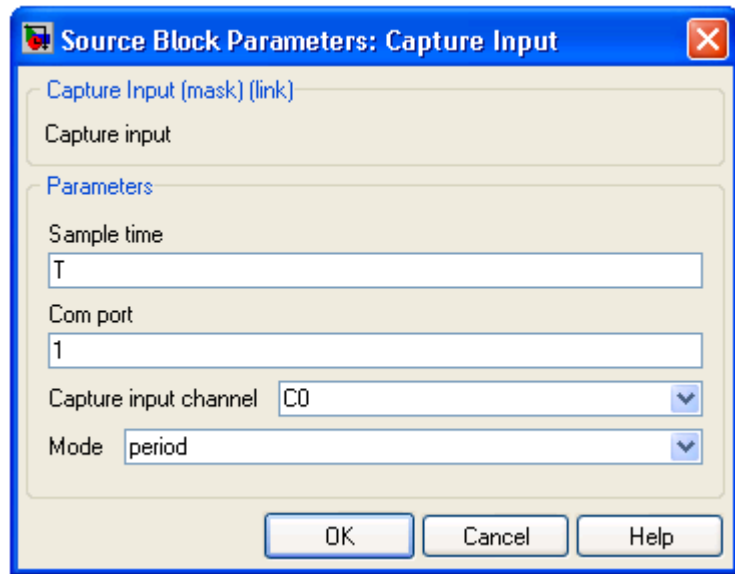 Source Block Parameters: Capture Input
Capture Input (mask) (link)
Capture input
Parameters
Sample time
T
Com port
1
Capture input channel C0
Mode period
OK Cancel Help